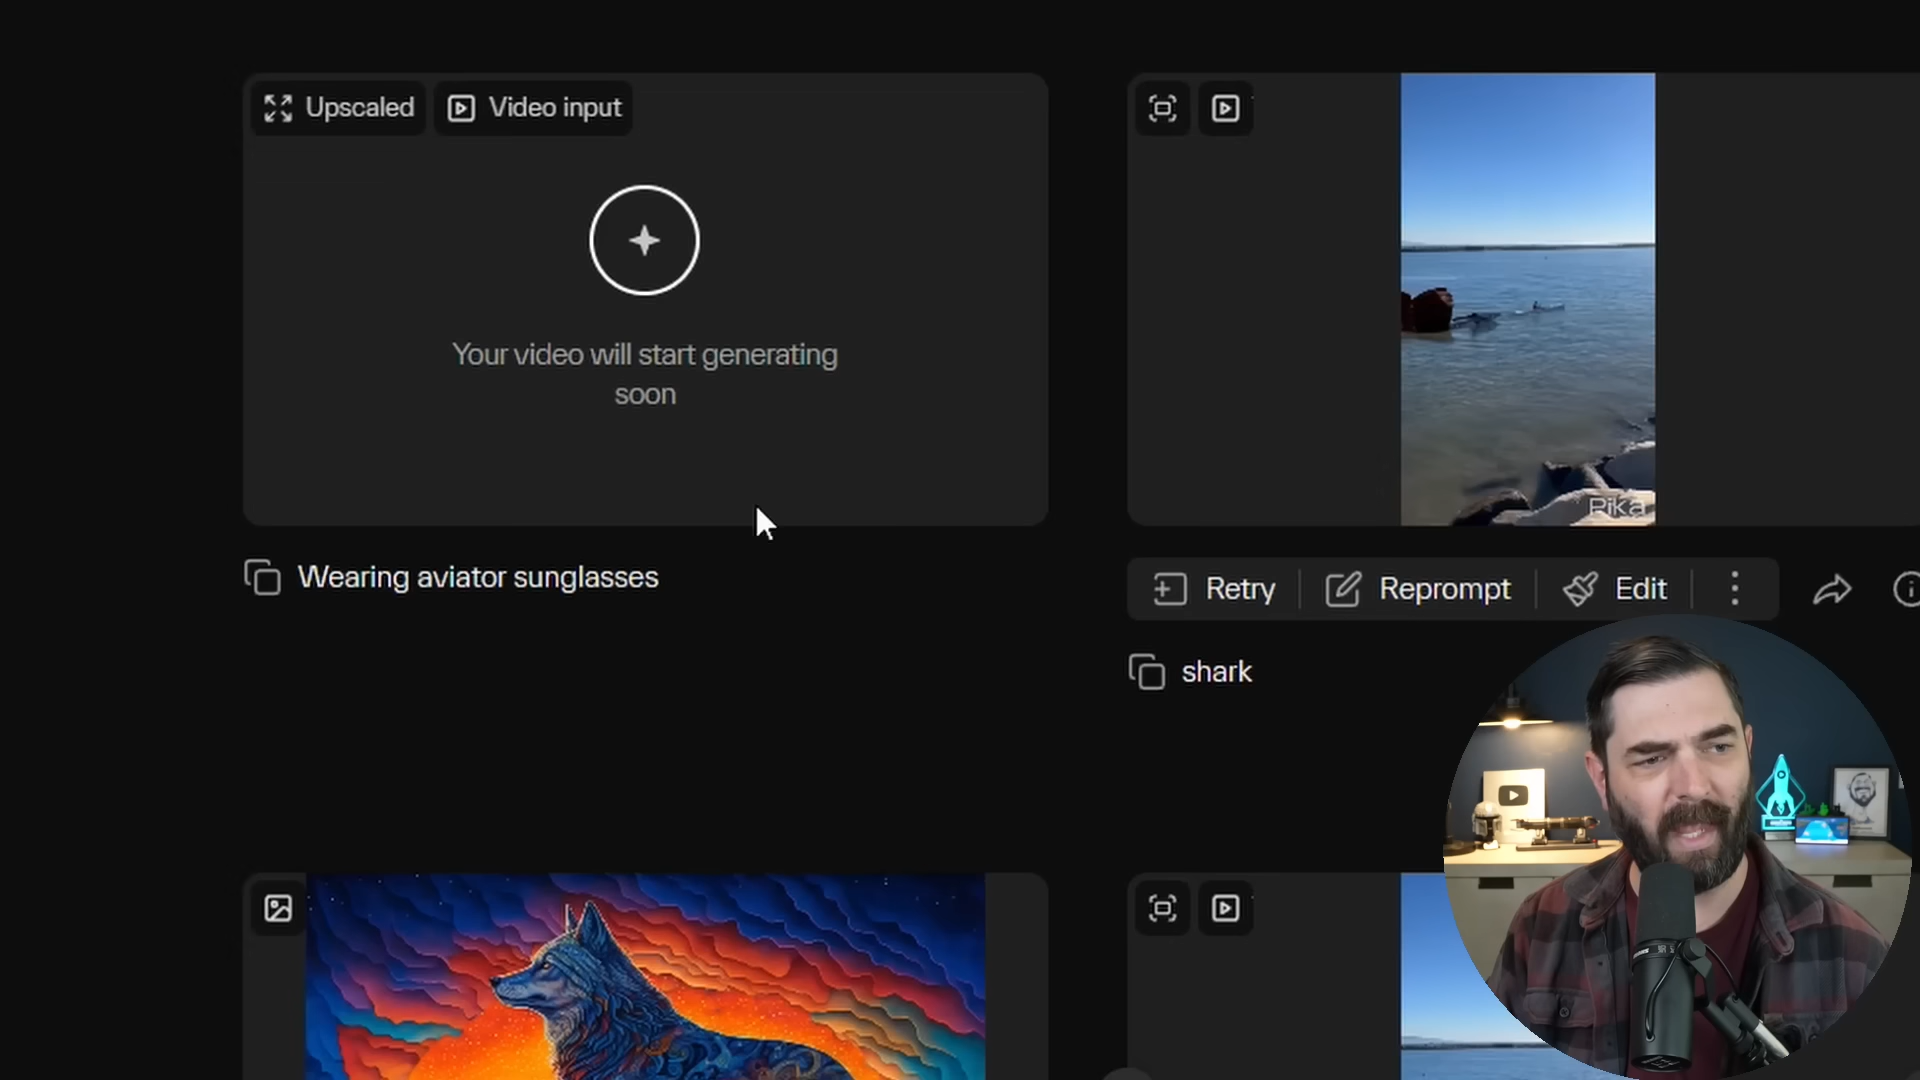 Upscaled
Video input
Your video will start generating
soon
Wearing aviator sunglasses
Pika
Retry
Reprompt
Edit
shark